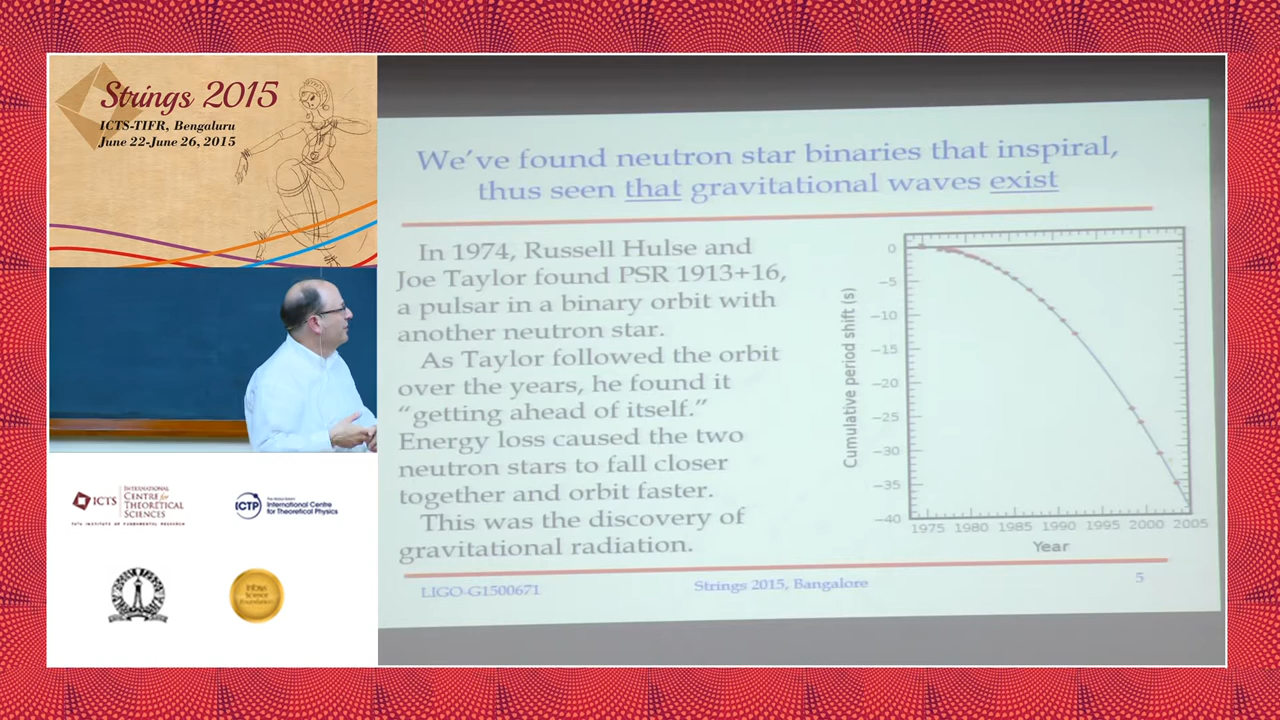 Strings 2015
ICTS-TIFR, Bengaluru
June 22-June 26, 2015
ICTS
INTERNATIONAL
CENTRE for
THEORETICAL
SCIENCES
TATA INSTITUTE OF FUNDAMENTAL RESEARCH
ICTP
International Centre
for Theoretical Physics
We've found neutron star binaries that inspiral,
thus seen that gravitational waves exist
In 1974, Russell Hulse and
Joe Taylor found PSR 1913+16,
a pulsar in a binary orbit with
another neutron star.
As Taylor followed the orbit
over the years, he found it
“getting ahead of itself.”
Energy loss caused the two
neutron stars to fall closer
together and orbit faster.
This was the discovery of
gravitational radiation.
Cumulative period shift (s)
0
−5
−10
−15
−20
−25
−30
−35
−40
1975 1980 1985 1990 1995 2000 2005
Year
LIGO-G1500671 Strings 2015, Bangalore 5